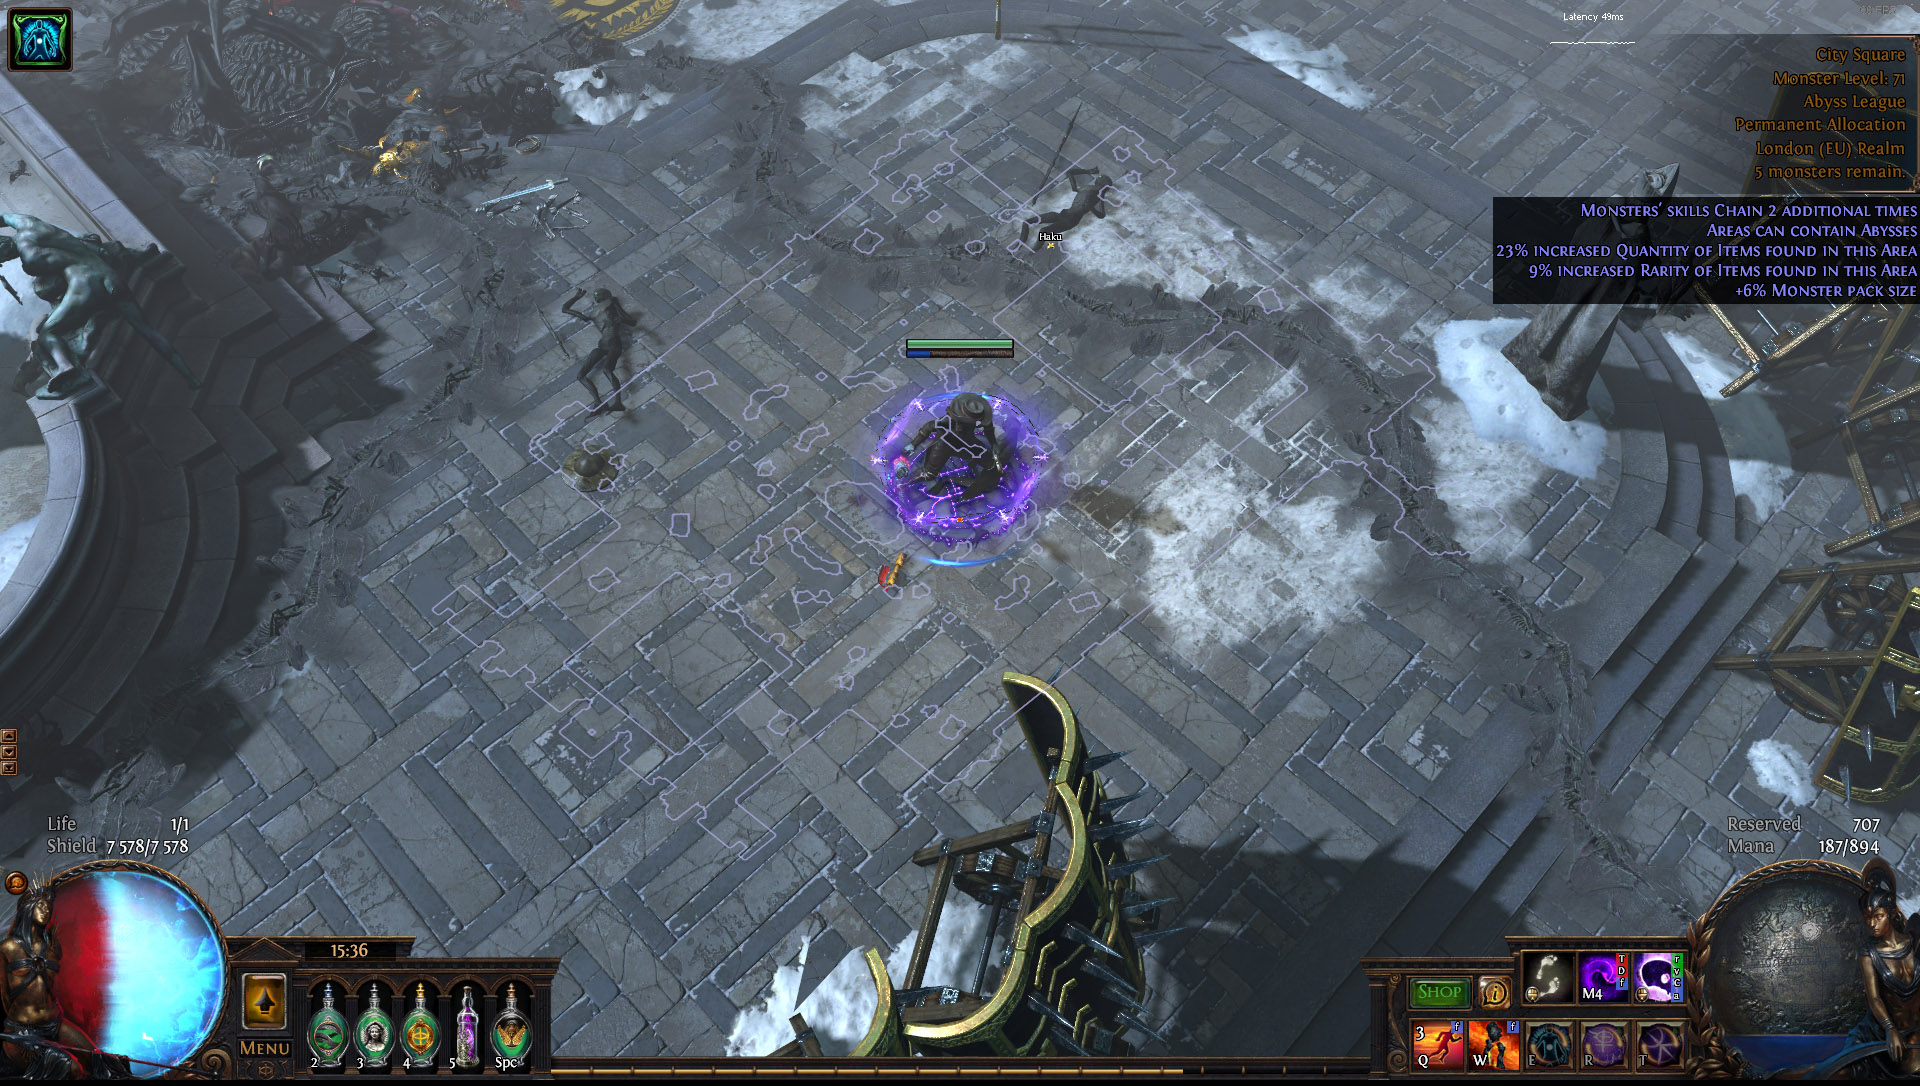 Latency 49ms
City Square
Monster Level: 71
Abyss League
Permanent Allocation
London (EU) Realm
5 monsters remain.
Monsters' skills Chain 2 additional times
Areas can contain Abysses
23% increased Quantity of Items found in this Area
9% increased Rarity of Items found in this Area
+6% Monster pack size
Haku
Life 1/1
Shield 7 578/7 578
Reserved 707
Mana 187/894
15:36
Menu
2
3
4
5
Spc
Shop
M4
T
D
f
r
v
C
a
3
Q
f
W
f
E
R
T